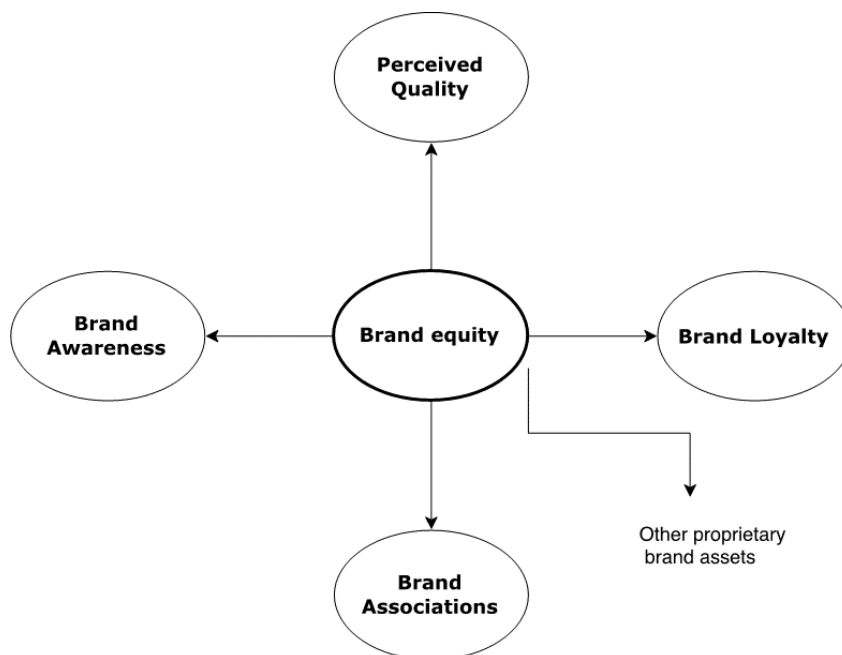 Perceived
Quality
Brand
Awareness
Brand equity
Brand Loyalty
Other proprietary
brand assets
Brand
Associations